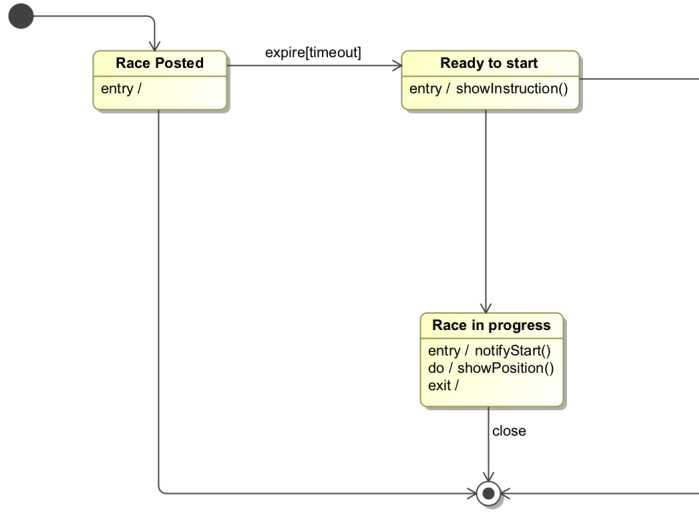 Race Posted
entry /
expire[timeout]
Ready to start
entry / showInstruction()
Race in progress
entry / notifyStart()
do / showPosition()
exit /
close